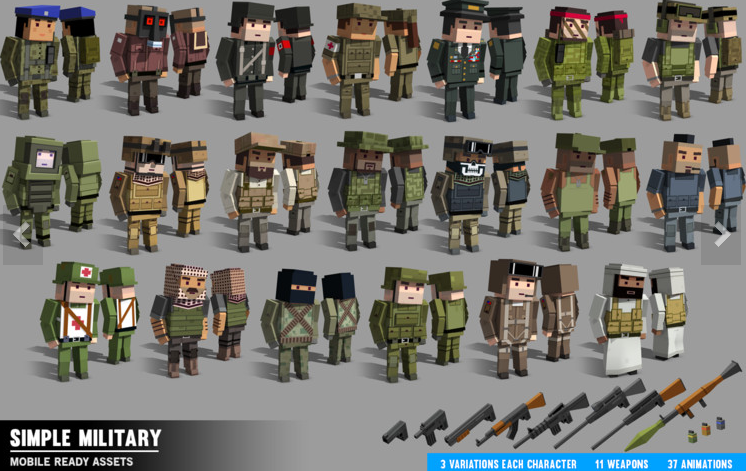 SIMPLE MILITARY
MOBILE READY ASSETS
3 VARIATIONS EACH CHARACTER 11 WEAPONS 37 ANIMATIONS